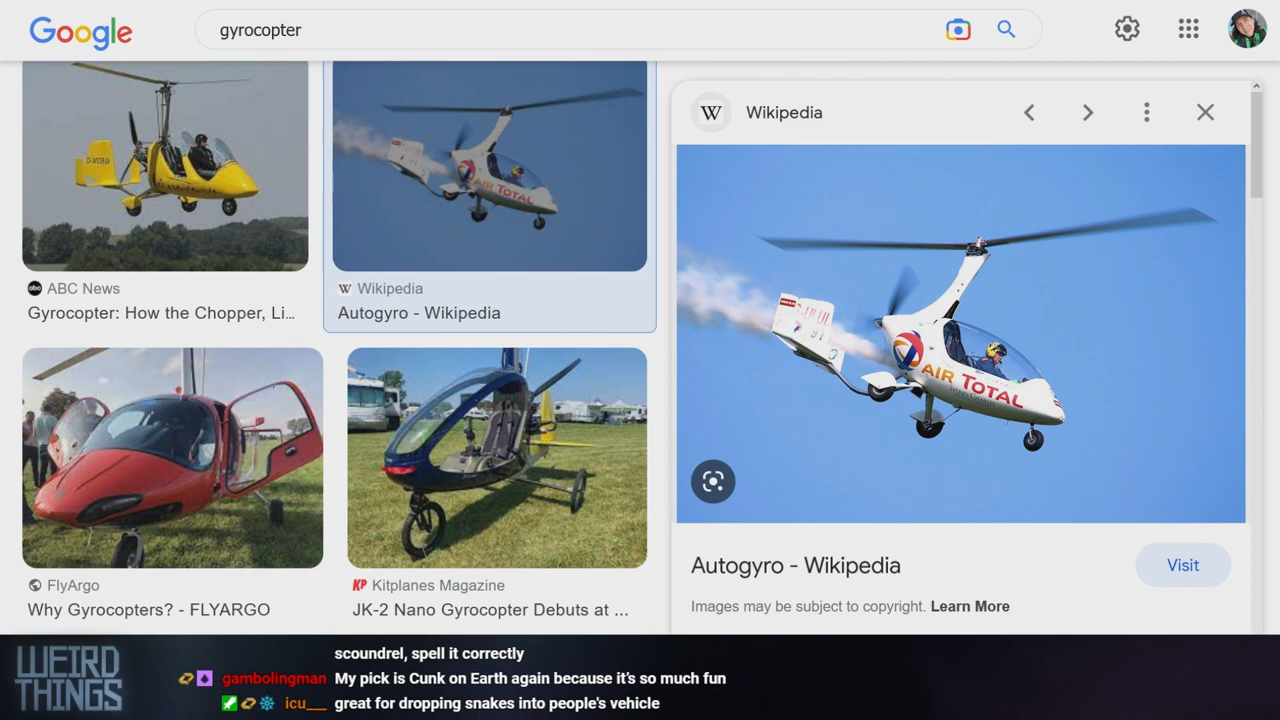 Google
gyrocopter
D-MOBW
ABC News
Gyrocopter: How the Chopper, Li...
AIR TOTAL
W Wikipedia
Autogyro - Wikipedia
FlyArgo
Why Gyrocopters? - FLYARGO
KP Kitplanes Magazine
JK-2 Nano Gyrocopter Debuts at ...
W Wikipedia
91
AIR TOTAL
Autogyro - Wikipedia
Visit
Images may be subject to copyright. Learn More
WEIRD
THINGS
scoundrel, spell it correctly
gambolingman My pick is Cunk on Earth again because it's so much fun
icu___ great for dropping snakes into people's vehicle